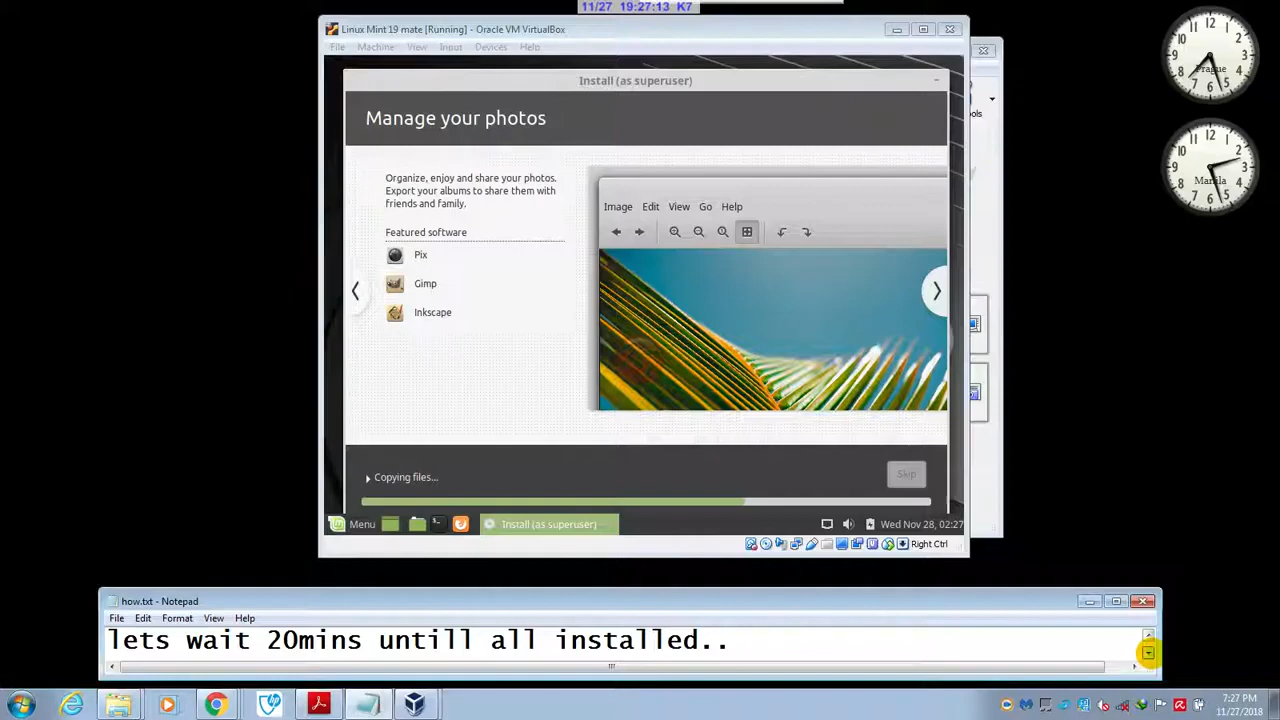 11/27 19:27:13 K7
Linux Mint 19 mate [Running] - Oracle VM VirtualBox
File Machine View Input Devices Help
Install (as superuser)
Manage your photos
Organize, enjoy and share your photos.
Export your albums to share them with
friends and family.
Featured software
Pix
Gimp
Inkscape
Image Edit View Go Help
Copying files...
Skip
Menu
Install (as superuser)
Wed Nov 28, 02:27
Right Ctrl
ools
Prague
Manila
how.txt - Notepad
File Edit Format View Help
lets wait 20mins untill all installed..
7:27 PM
11/27/2018